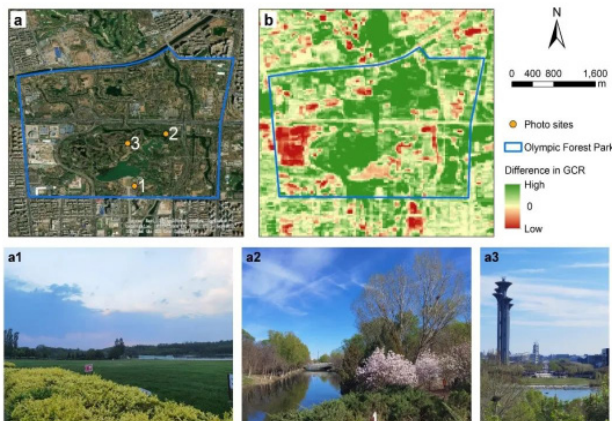 a
1
2
3
b
N
0 400 800 1,600
m
Photo sites
Olympic Forest Park
Difference in GCR
High
0
Low
a1
a2
a3